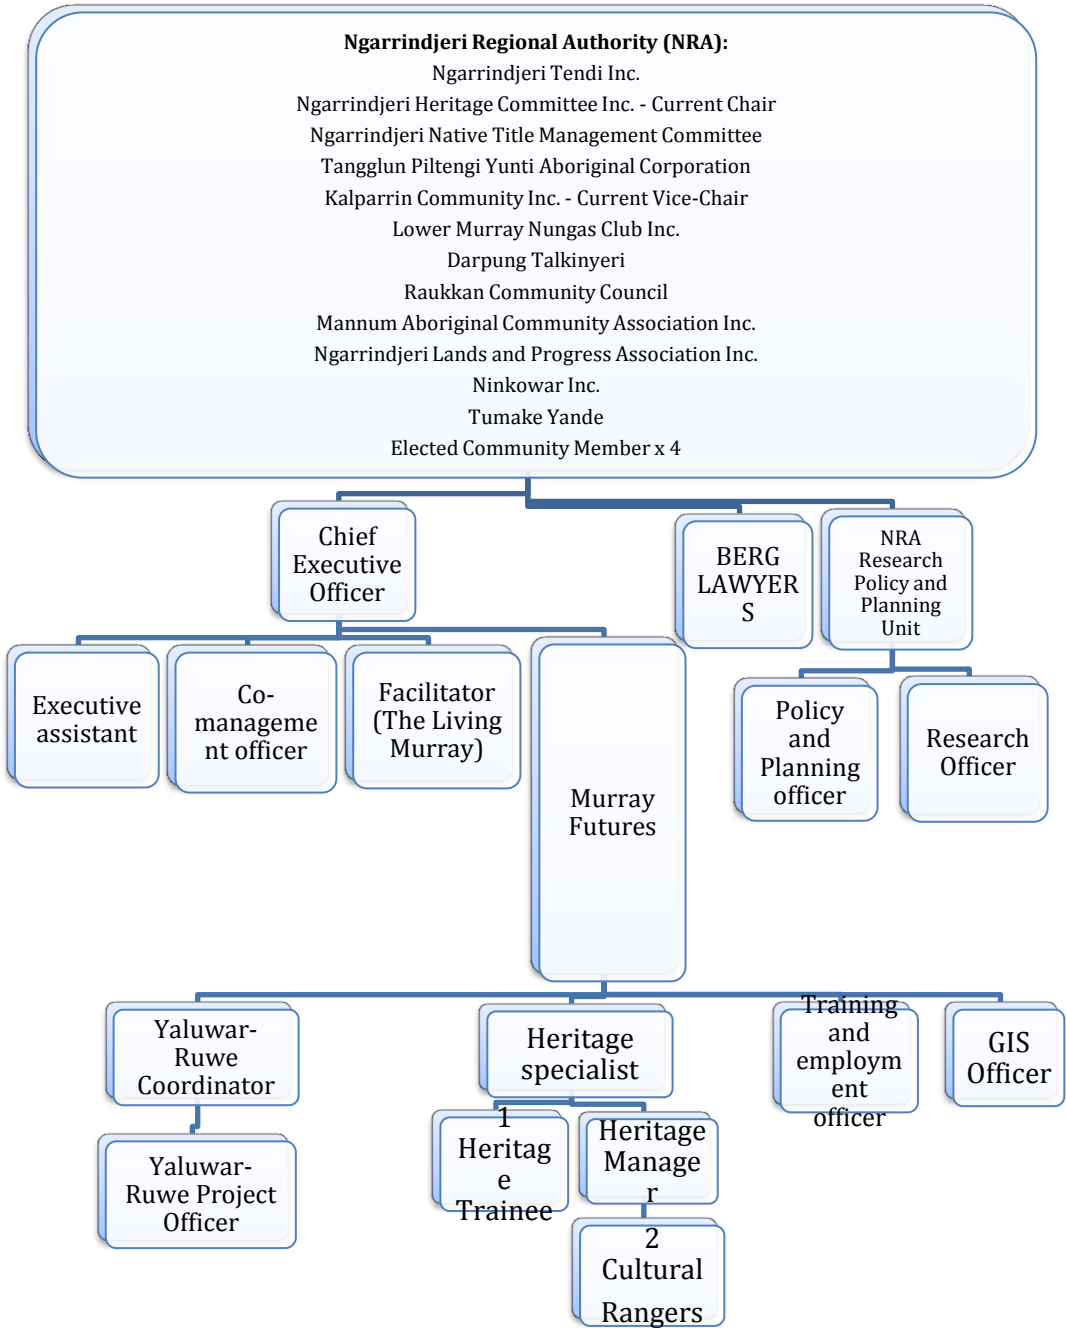 Ngarrindjeri Regional Authority (NRA):
Ngarrindjeri Tendi Inc.
Ngarrindjeri Heritage Committee Inc. - Current Chair
Ngarrindjeri Native Title Management Committee
Tangglun Piltengi Yunti Aboriginal Corporation
Kalparrin Community Inc. - Current Vice-Chair
Lower Murray Nungas Club Inc.
Darpung Talkinyeri
Raukkan Community Council
Mannum Aboriginal Community Association Inc.
Ngarrindjeri Lands and Progress Association Inc.
Ninkowar Inc.
Tumake Yande
Elected Community Member x 4
Chief
Executive
Officer
BERG
LAWYER
S
NRA
Research
Policy and
Planning
Unit
Executive
assistant
Co-
manageme
nt officer
Facilitator
(The Living
Murray)
Murray
Futures
Policy
and
Planning
officer
Research
Officer
Yaluwar-
Ruwe
Coordinator
Heritage
specialist
Training
and
employm
ent
officer
GIS
Officer
Yaluwar-
Ruwe Project
Officer
1
Heritag
e
Trainee
Heritage
Manage
r
2
Cultural
Rangers